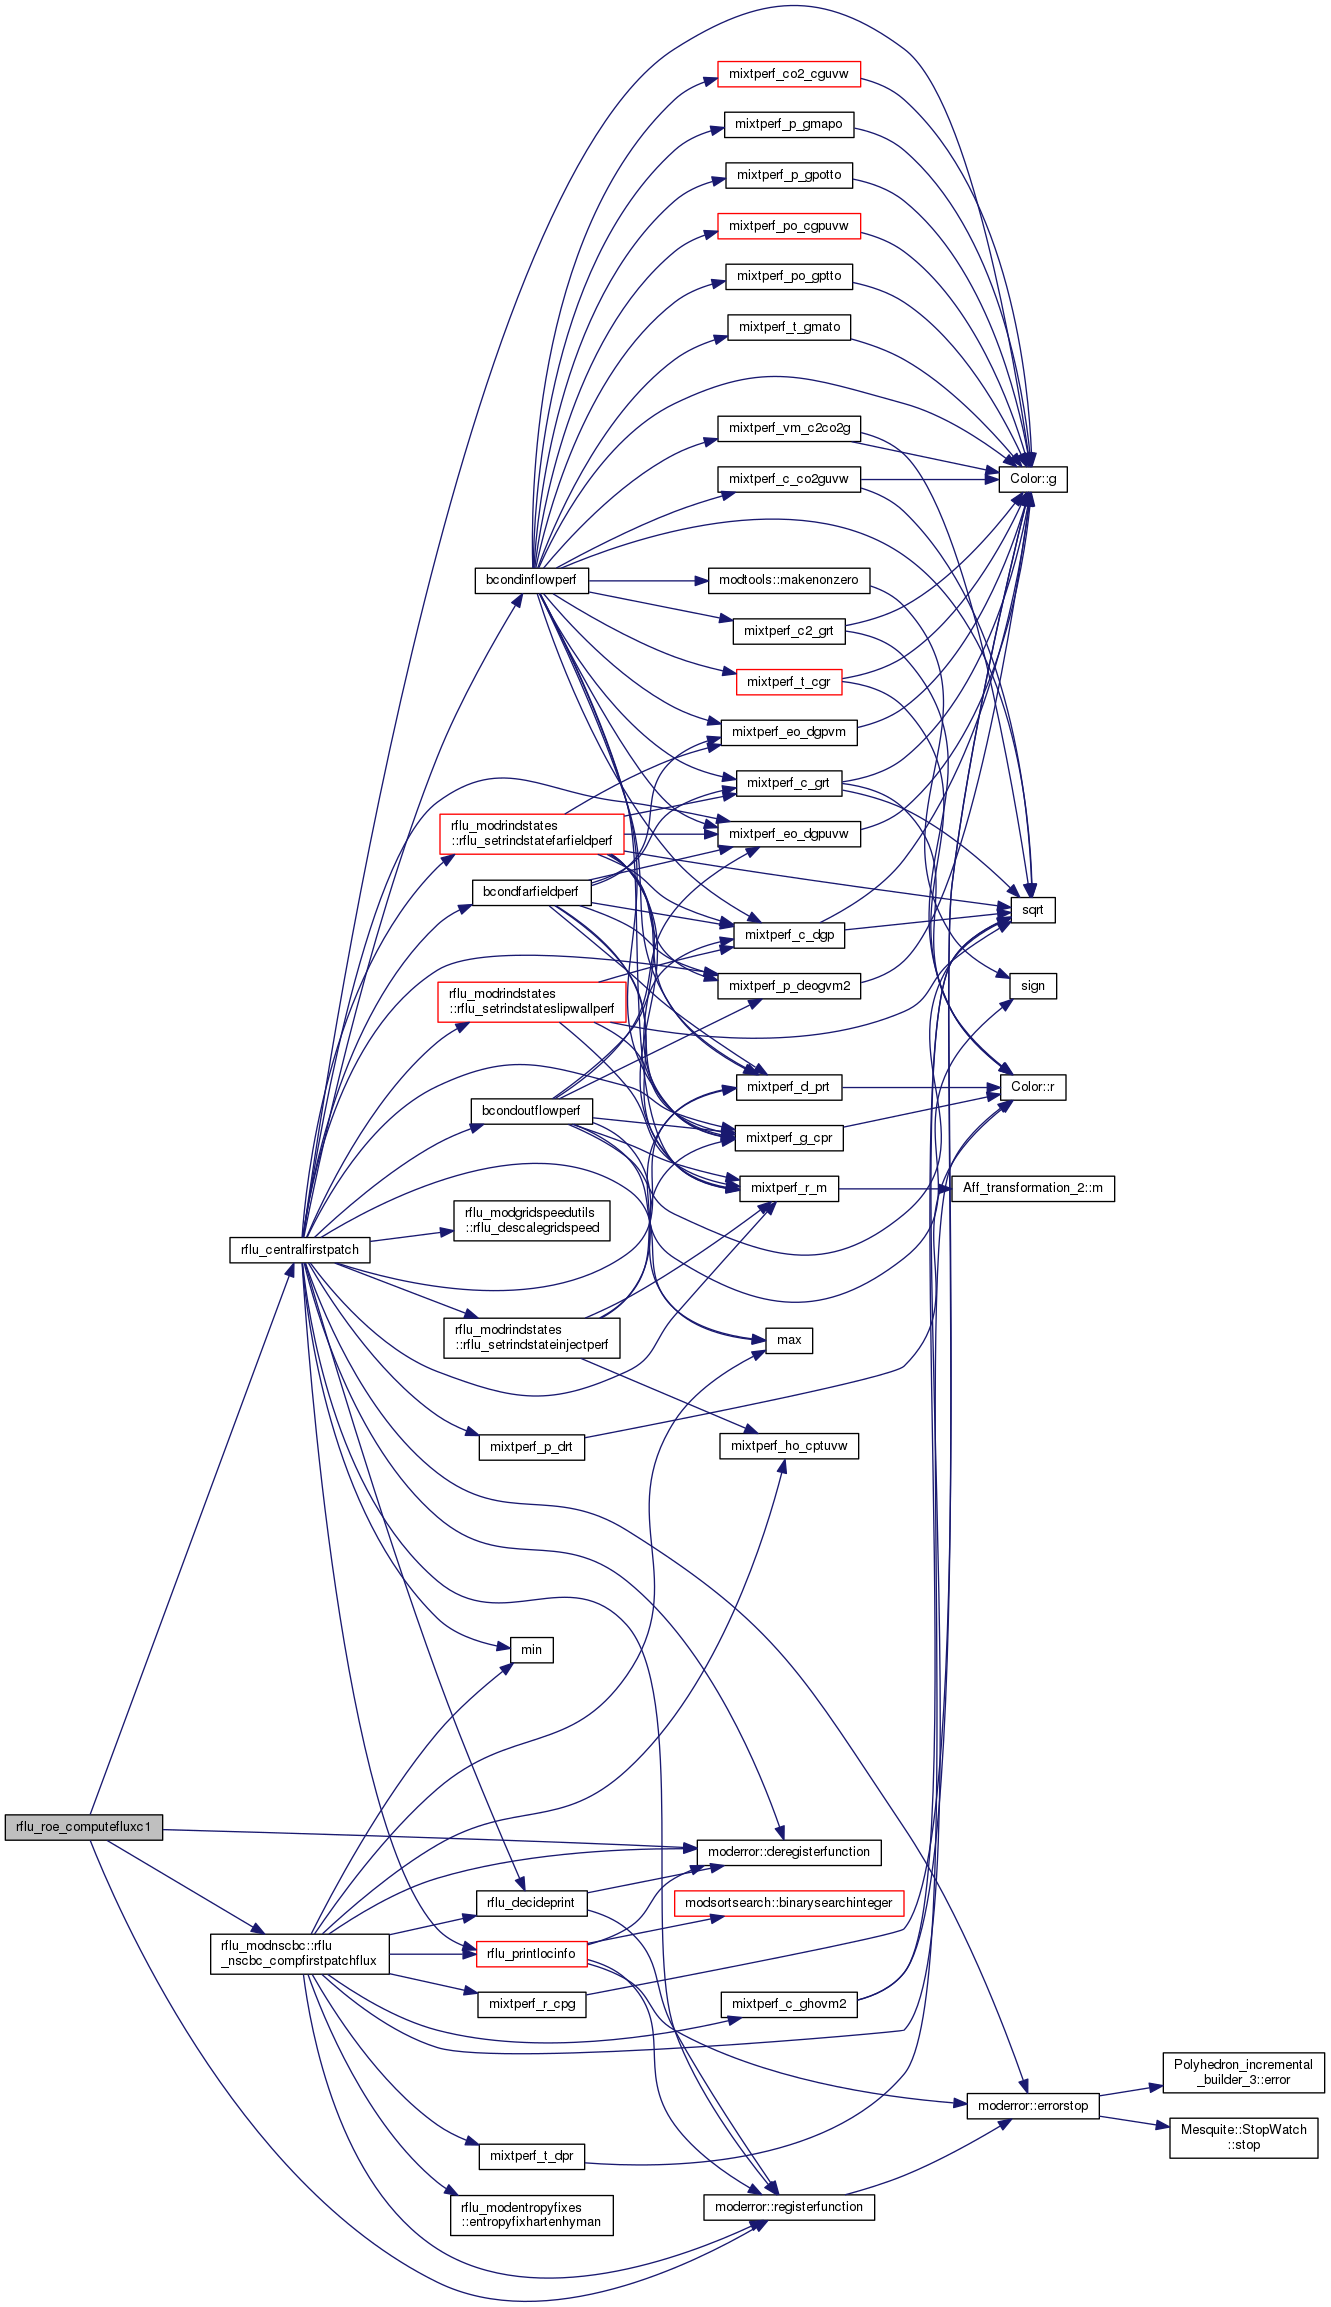 mixtperf_co2_cguvw
mixtperf_p_gmapo
mixtperf_p_gpotto
mixtperf_po_cgpuvw
mixtperf_po_gptto
mixtperf_t_gmato
mixtperf_vm_c2co2g
mixtperf_c_co2guvw
Color::g
bcondinflowperf
modtools::makenonzero
mixtperf_c2_grt
mixtperf_t_cgr
mixtperf_eo_dgpvm
mixtperf_c_grt
rflu_modrindstates
::rflu_setrindstatefarfieldperf
mixtperf_eo_dgpuvw
bcondfarfieldperf
sqrt
mixtperf_c_dgp
rflu_modrindstates
::rflu_setrindstateslipwallperf
mixtperf_p_deogvm2
sign
mixtperf_d_prt
Color::r
bcondoutflowperf
mixtperf_g_cpr
mixtperf_r_m
Aff_transformation_2::m
rflu_modgridspeedutils
::rflu_descalegridspeed
rflu_centralfirstpatch
rflu_modrindstates
::rflu_setrindstateinjectperf
max
mixtperf_p_drt
mixtperf_ho_cptuvw
min
rflu_roe_computefluxc1
moderror::deregisterfunction
rflu_decideprint
modsortsearch::binarysearchinteger
rflu_modnscbc::rflu
_nscbc_compfirstpatchflux
rflu_printlocinfo
mixtperf_r_cpg
mixtperf_c_ghovm2
Polyhedron_incremental
_builder_3::error
moderror::errorstop
Mesquite::StopWatch
::stop
mixtperf_t_dpr
rflu_modentropyfixes
::entropyfixhartenhyman
moderror::registerfunction